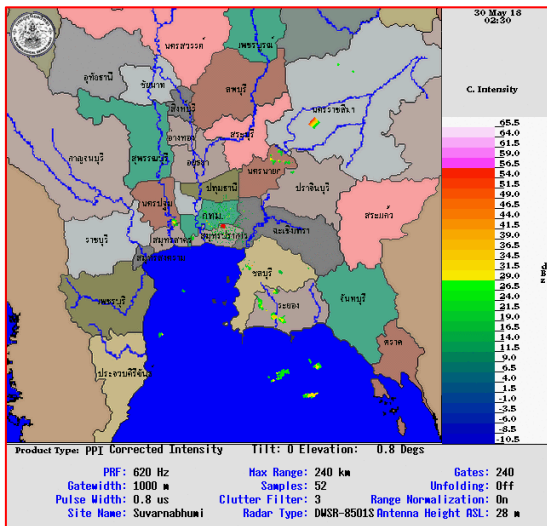 30 May 18
02:30
C. Intensity
นครสวรรค์
เพชรบูรณ์
อุทัยธานี
ชัยนาท
ลพบุรี
สิงห์บุรี
นครราชสีมา
อ่างทอง
สระบุรี
กาญจนบุรี
สุพรรณบุรี
อยุธยา
นครนายก
ปทุมธานี
ปราจีนบุรี
นครปฐม
กทม.
สระแก้ว
ราชบุรี
สมุทรสาคร
สมุทรปราการ
ฉะเชิงเทรา
ชลบุรี
เพชรบุรี
ระยอง
จันทบุรี
ตราด
65.5
64.0
61.5
59.0
56.5
54.0
51.5
49.0
46.5
44.0
41.5
39.0
36.5
34.0
31.5
29.0
26.5
24.0
21.5
19.0
16.5
14.0
11.5
9.0
6.5
4.0
1.5
-1.0
-3.5
-6.0
-8.5
-10.5
Product Type: PPI Corrected Intensity Tilt: 0 Elevation: 0.8 Degs
PRF: 620 Hz Max Range: 240 km Gates: 240
Gatewidth: 1000 m Samples: 52 Unfolding: Off
Pulse Width: 0.8 us Clutter Filter: 3 Range Normalization: On
Site Name: Suvarnabhumi Radar Type: DWSR-8501S Antenna Height ASL: 28 m